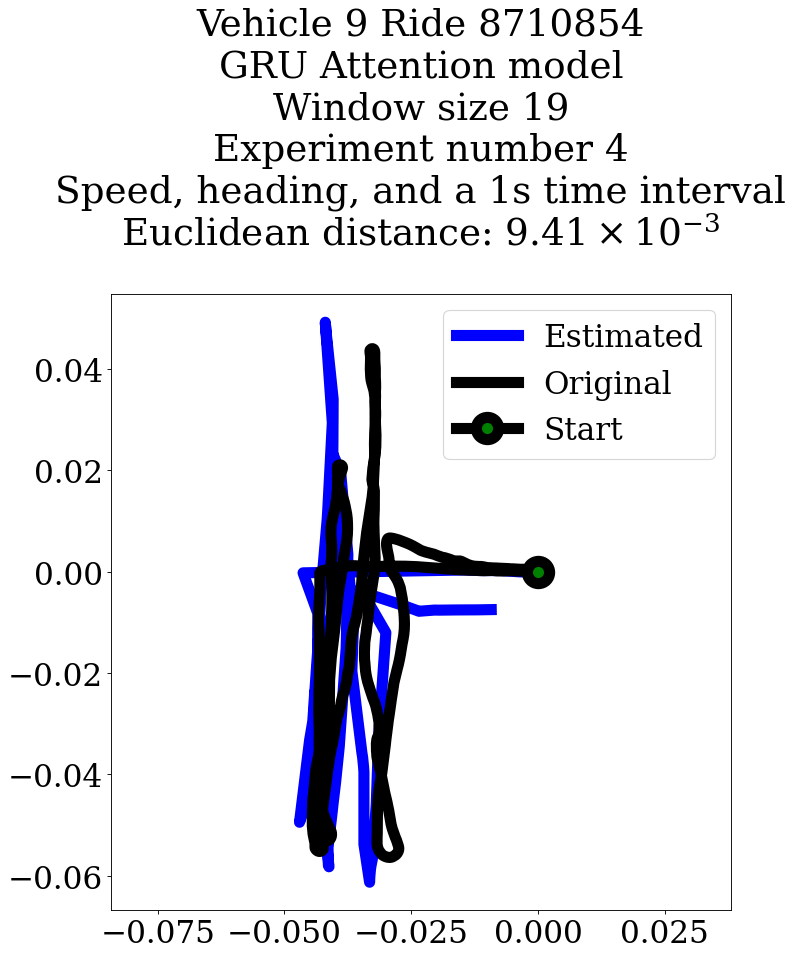 Vehicle 9 Ride 8710854
GRU Attention model
Window size 19
Experiment number 4
Speed, heading, and a 1s time interval
Euclidean distance: 9.41 × 10⁻³
Estimated
Original
Start
0.04
0.02
0.00
−0.02
−0.04
−0.06
−0.075 −0.050 −0.025 0.000 0.025